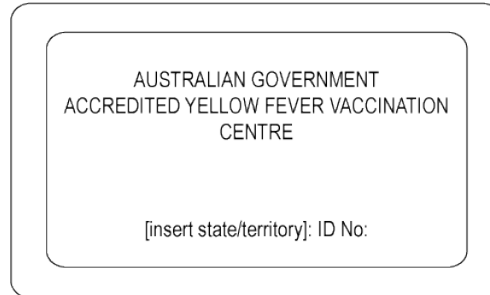 AUSTRALIAN GOVERNMENT
ACCREDITED YELLOW FEVER VACCINATION
CENTRE
[insert state/territory]: ID No: